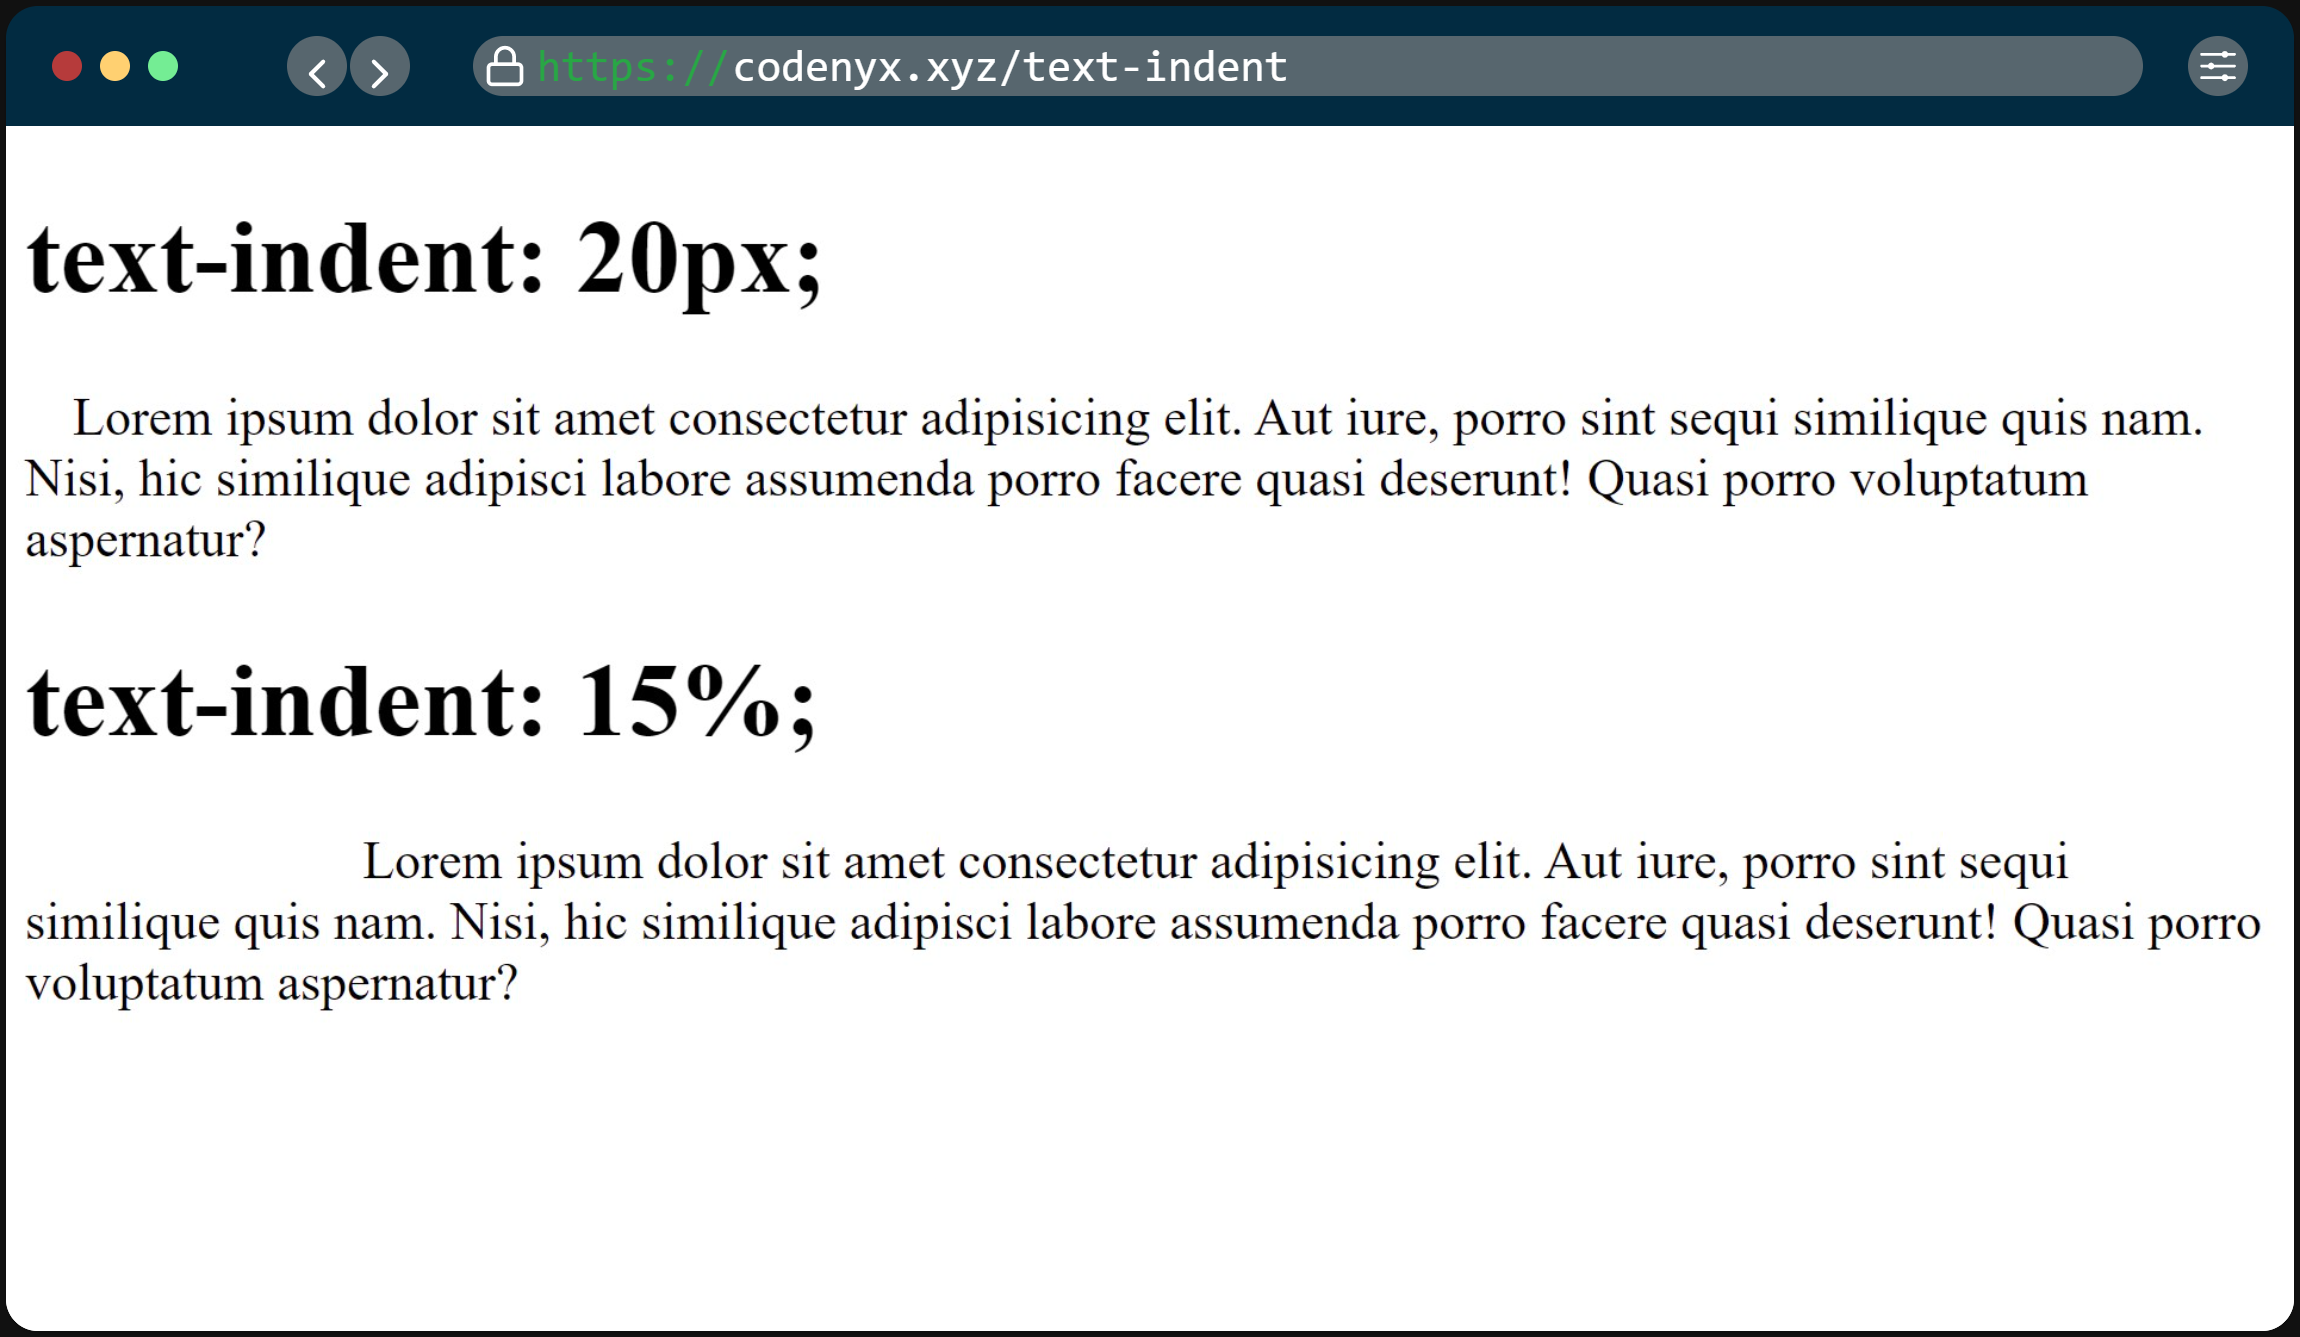 https://codenyx.xyz/text-indent
text-indent: 20px;
Lorem ipsum dolor sit amet consectetur adipisicing elit. Aut iure, porro sint sequi similique quis nam.
Nisi, hic similique adipisci labore assumenda porro facere quasi deserunt! Quasi porro voluptatum
aspernatur?
text-indent: 15%;
Lorem ipsum dolor sit amet consectetur adipisicing elit. Aut iure, porro sint sequi
similique quis nam. Nisi, hic similique adipisci labore assumenda porro facere quasi deserunt! Quasi porro
voluptatum aspernatur?